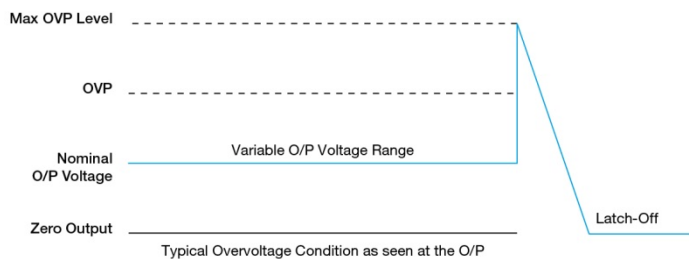 Max OVP Level
OVP
Variable O/P Voltage Range
Nominal
O/P Voltage
Latch-Off
Zero Output
Typical Overvoltage Condition as seen at the O/P